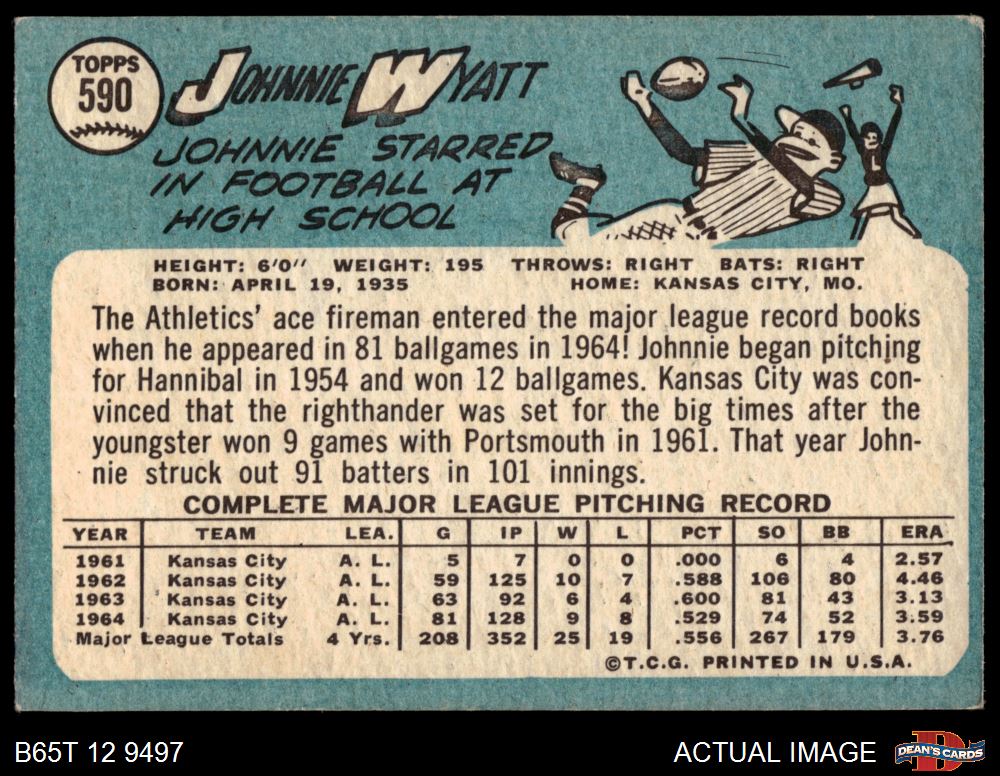 TOPPS
590
JOHNNIE WYATT
JOHNNIE STARRED
IN FOOTBALL AT
HIGH SCHOOL
L
HEIGHT: 6'0" WEIGHT: 195 THROWS: RIGHT BATS: RIGHT
BORN: APRIL 19, 1935 HOME: KANSAS CITY, MO.
The Athletics' ace fireman entered the major league record books
when he appeared in 81 ballgames in 1964! Johnnie began pitching
for Hannibal in 1954 and won 12 ballgames. Kansas City was con-
vinced that the righthander was set for the big times after the
youngster won 9 games with Portsmouth in 1961. That year John-
nie struck out 91 batters in 101 innings.
COMPLETE MAJOR LEAGUE PITCHING RECORD
YEAR TEAM LEA. G IP W L PCT SO BB ERA
1961 Kansas City A. L. 5 7 0 0 .000 6 4 2.57
1962 Kansas City A. L. 59 125 10 7 .588 106 80 4.46
1963 Kansas City A. L. 63 92 6 4 .600 81 43 3.13
1964 Kansas City A. L. 81 128 9 8 .529 74 52 3.59
Major League Totals 4 Yrs. 208 352 25 19 .556 267 179 3.76
©T.C.G. PRINTED IN U.S.A.
B65T 12 9497 ACTUAL IMAGE D DEAN'S CARDS